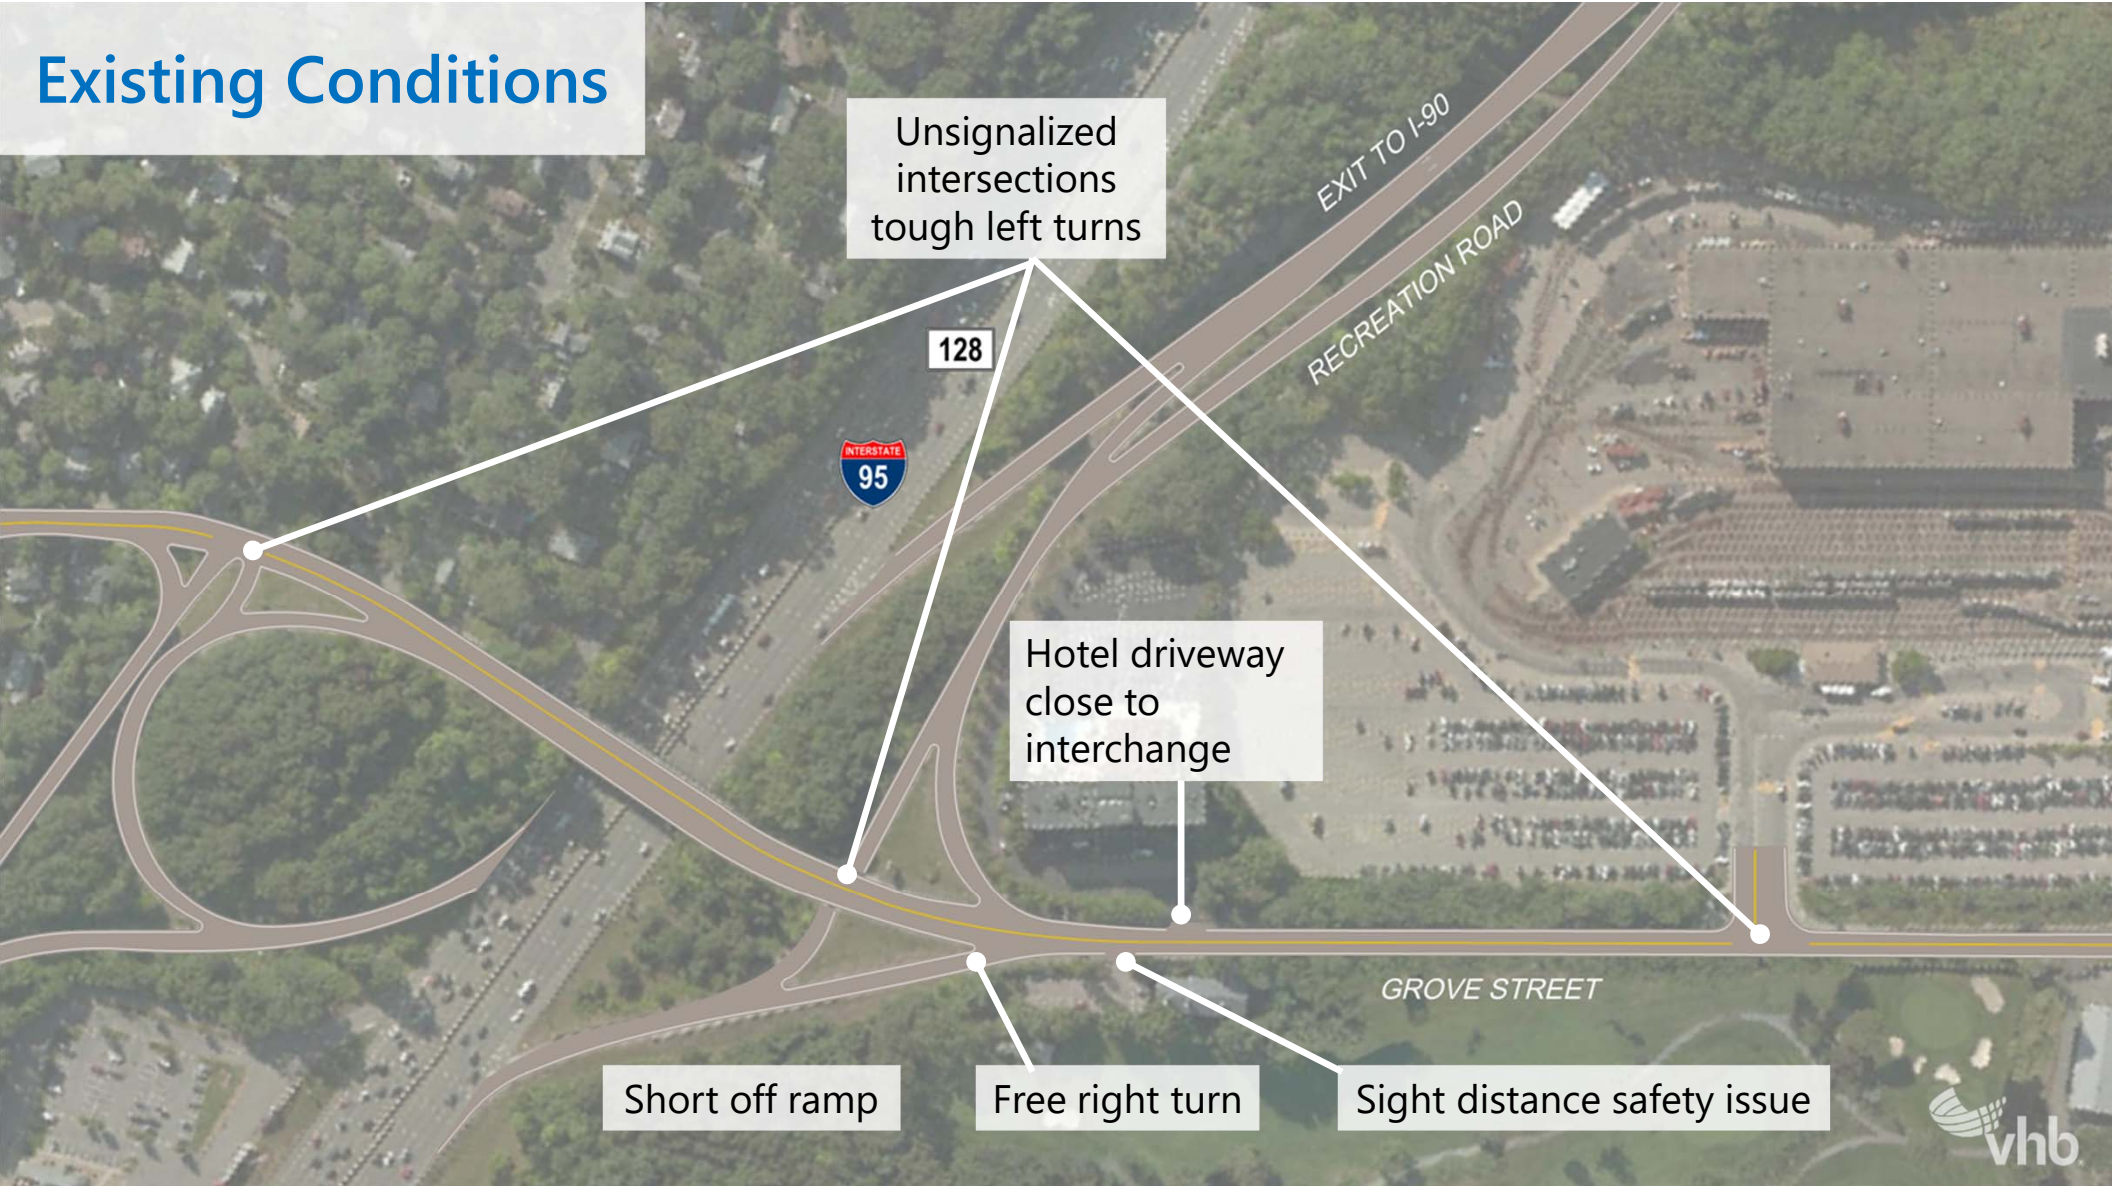 Existing Conditions
Unsignalized
intersections
tough left turns
EXIT TO I-90
RECREATION ROAD
128
INTERSTATE
95
Hotel driveway
close to
interchange
GROVE STREET
Short off ramp
Free right turn
Sight distance safety issue
vhb